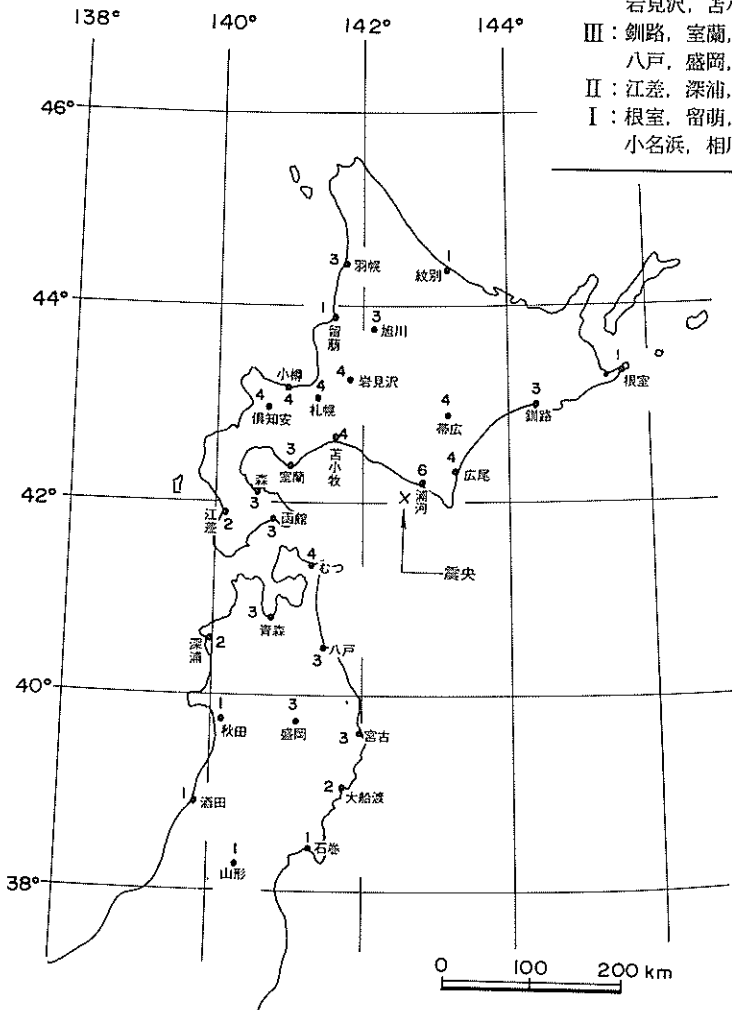 138°
140°
142°
144°
岩見沢, 苫
III：釧路, 室蘭,
八戸, 盛岡,
II：江差, 深浦,
I：根室, 留萌,
小名浜, 相
46°
3
羽幌
1
紋別
44°
1
留萌
3
旭川
小樽
4
4
岩見沢
4
倶知安
4
札幌
1
根室
3
釧路
4
帯広
3
室蘭
4
苫小牧
4
広尾
6
浦河
42°
森
3
江差
2
函館
3
震央
4
むつ
3
青森
深浦
2
八戸
3
40°
1
秋田
3
盛岡
3
宮古
1
酒田
2
大船渡
1
石巻
1
山形
38°
0
100
200 km